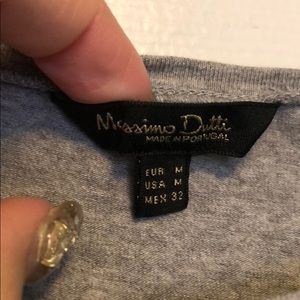 Massimo Dutti
MADE IN PORTUGAL
EUR M
USA M
MEX 32